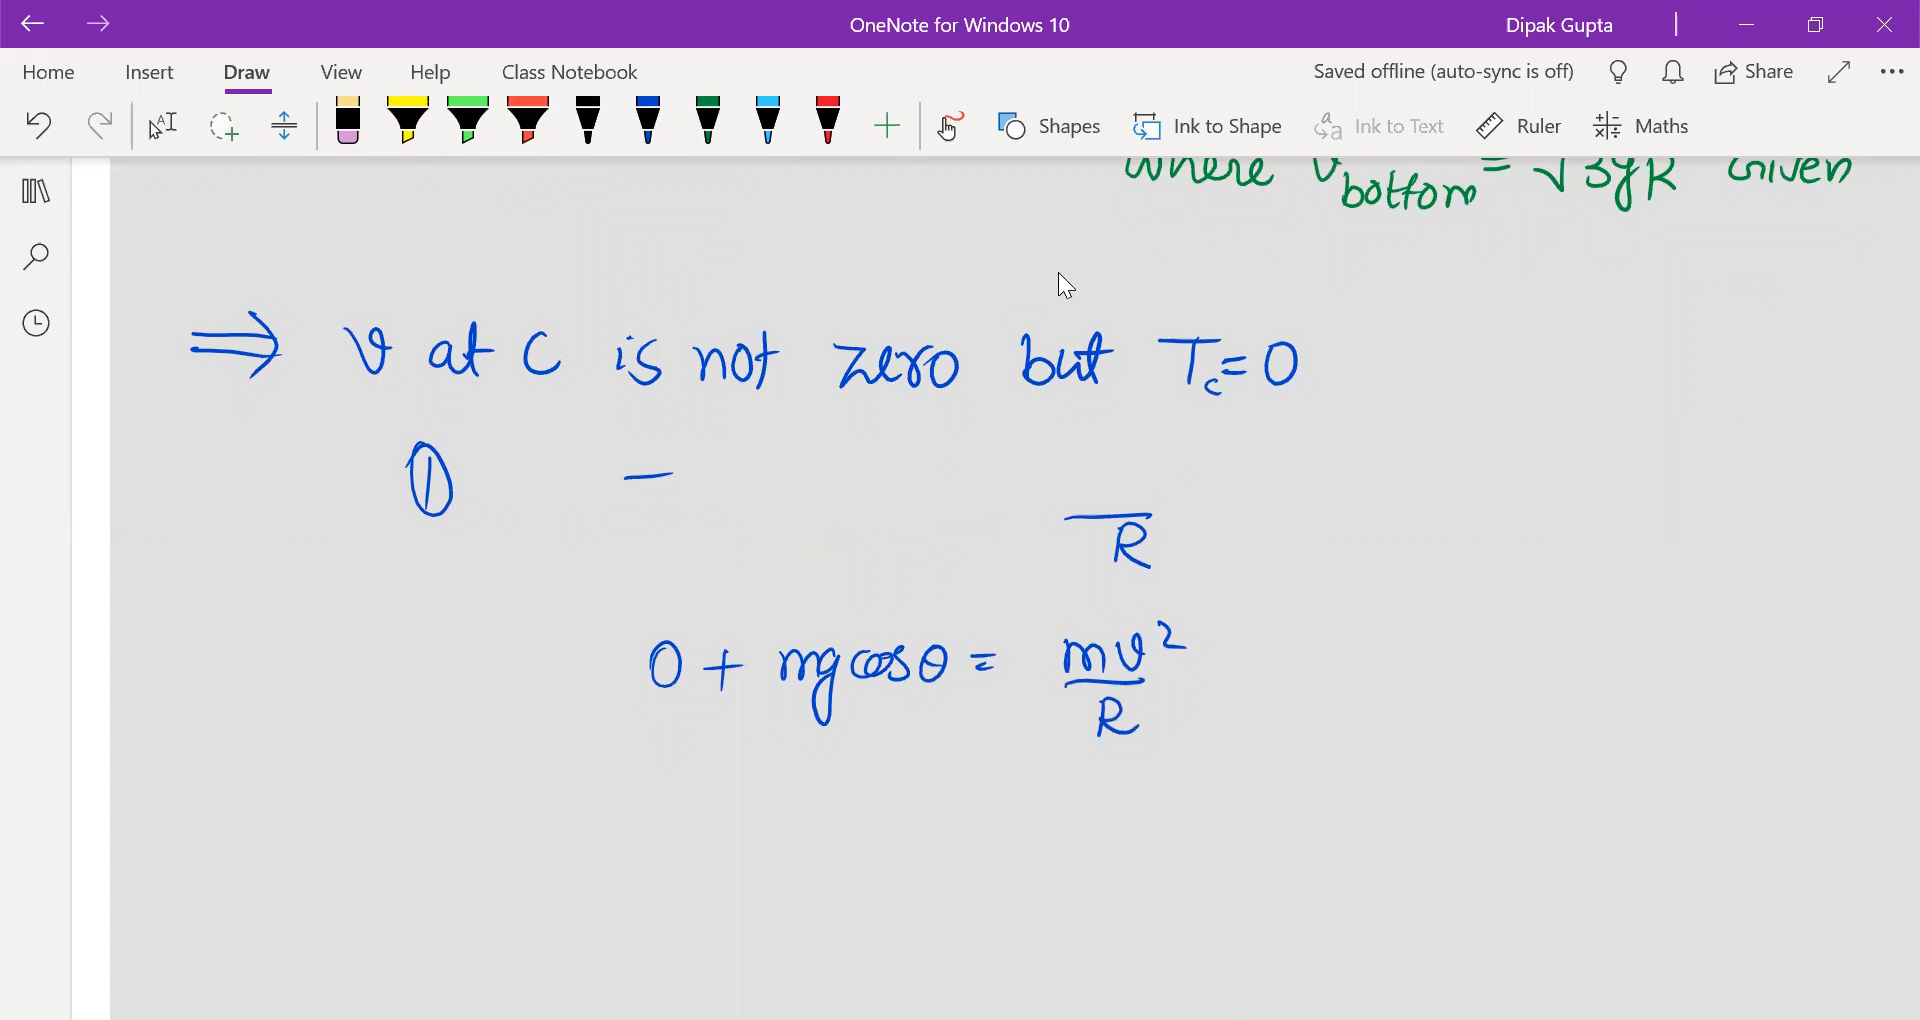 OneNote for Windows 10
Dipak Gupta
Home Insert Draw View Help Class Notebook
Saved offline (auto-sync is off) Share
Shapes Ink to Shape Ink to Text Ruler Maths
where v_bottom = √3gR Given
⇒ v at C is not zero but T_c = 0
① —
R
0 + mg cosθ = mv²/R